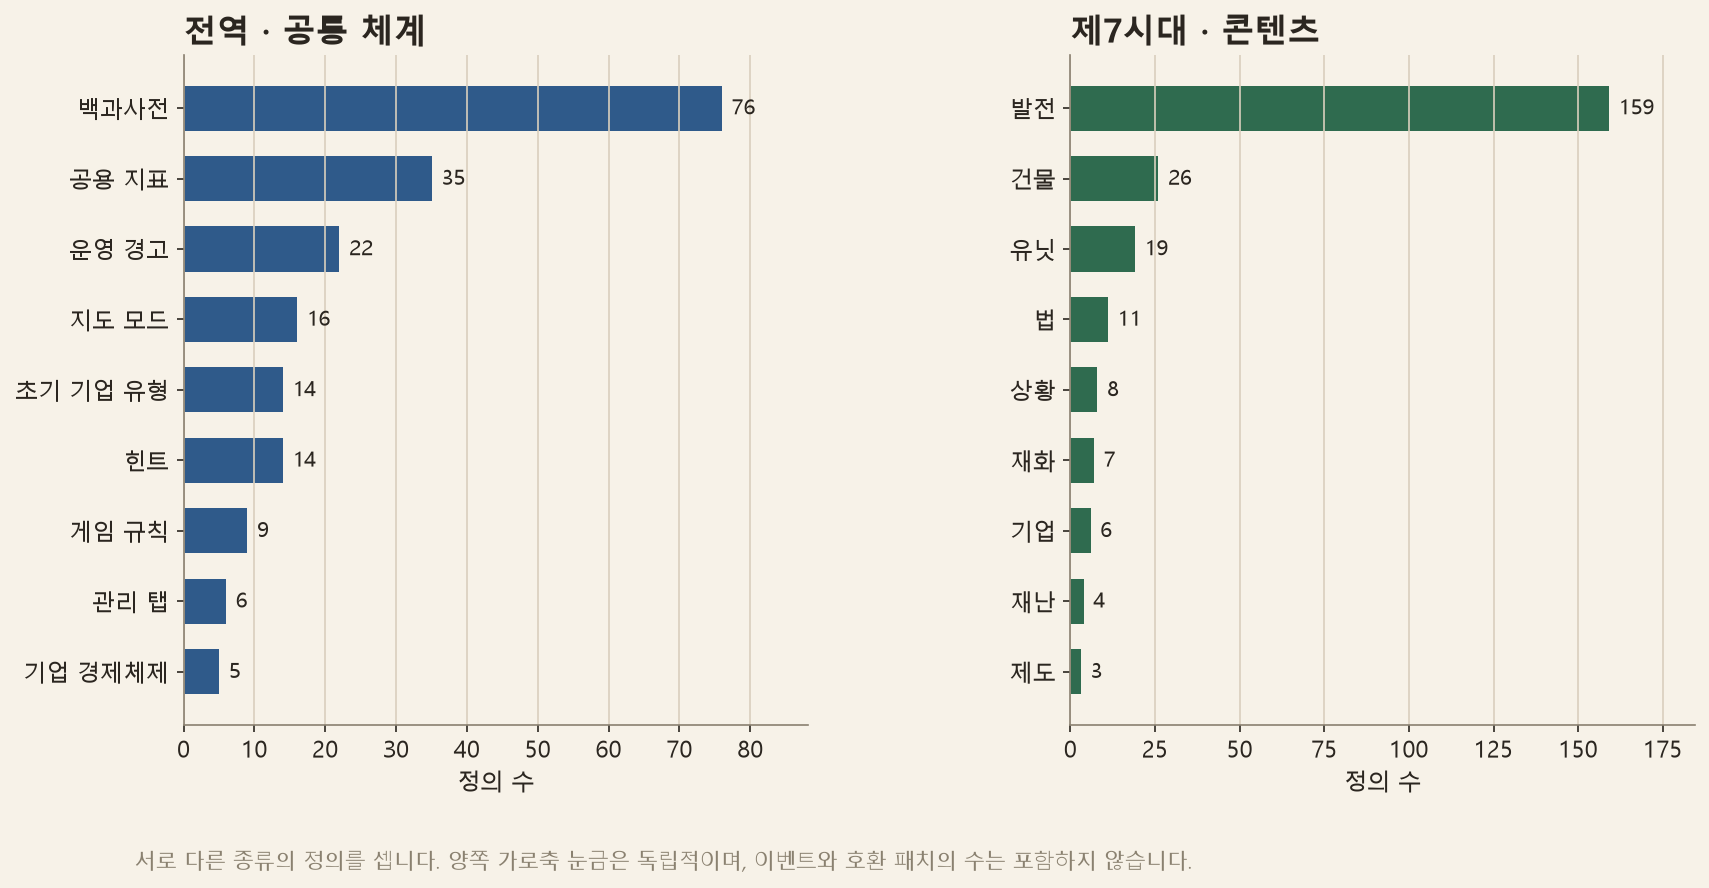 전역 · 공통 체계
백과사전 76
공용 지표 35
운영 경고 22
지도 모드 16
초기 기업 유형 14
힌트 14
게임 규칙 9
관리 탭 6
기업 경제체제 5
0 10 20 30 40 50 60 70 80
정의 수
제7시대 · 콘텐츠
발전 159
건물 26
유닛 19
법 11
상황 8
재화 7
기업 6
재난 4
제도 3
0 25 50 75 100 125 150 175
정의 수
서로 다른 종류의 정의를 셉니다. 양쪽 가로축 눈금은 독립적이며, 이벤트와 호환 패치의 수는 포함하지 않습니다.